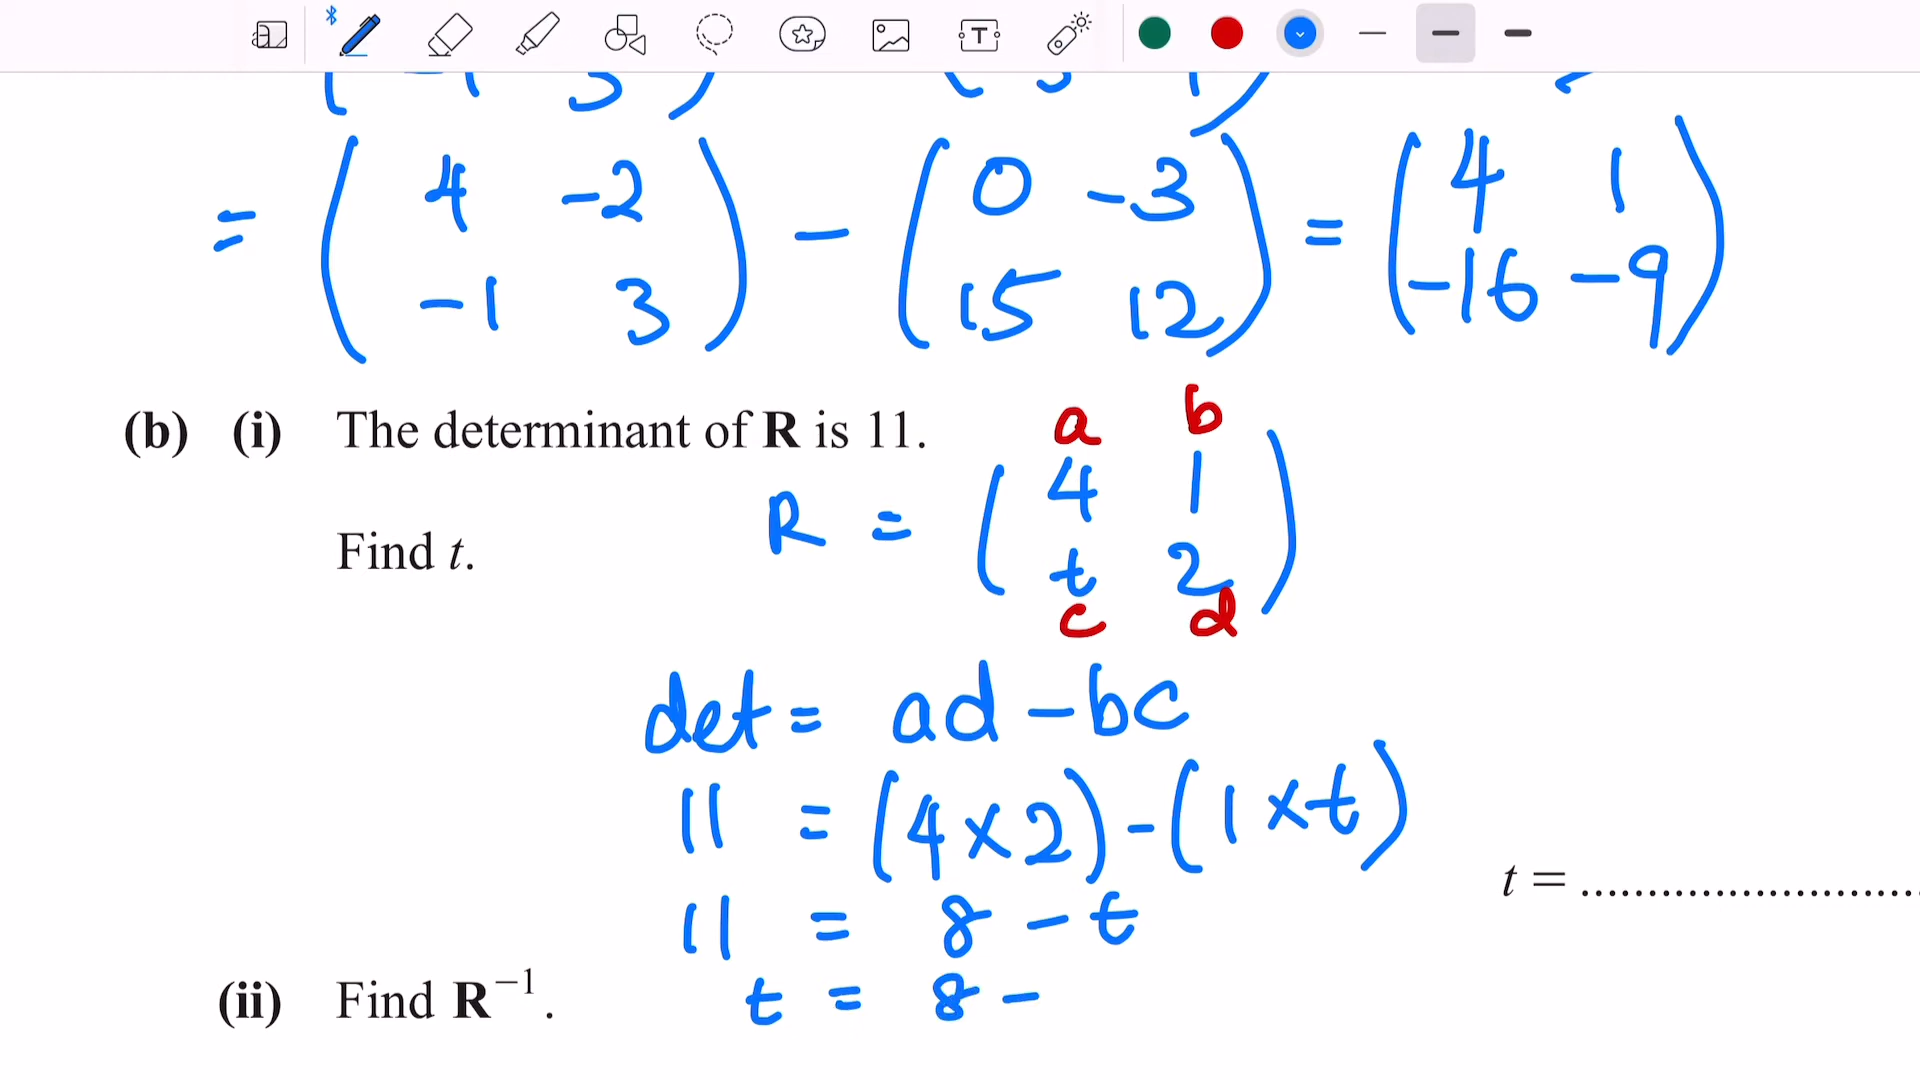 = ( 4 -2 ) - ( 0 -3 ) = ( 4 1 )
( -1 3 ) ( 15 12 ) ( -16 -9 )
(b) (i) The determinant of R is 11.
a b
R = ( 4 1 )
Find t.
( t 2 )
c d
det = ad - bc
11 = (4 × 2) - (1 × t)
t = ..........................
11 = 8 - t
(ii) Find R⁻¹.
t = 8 -